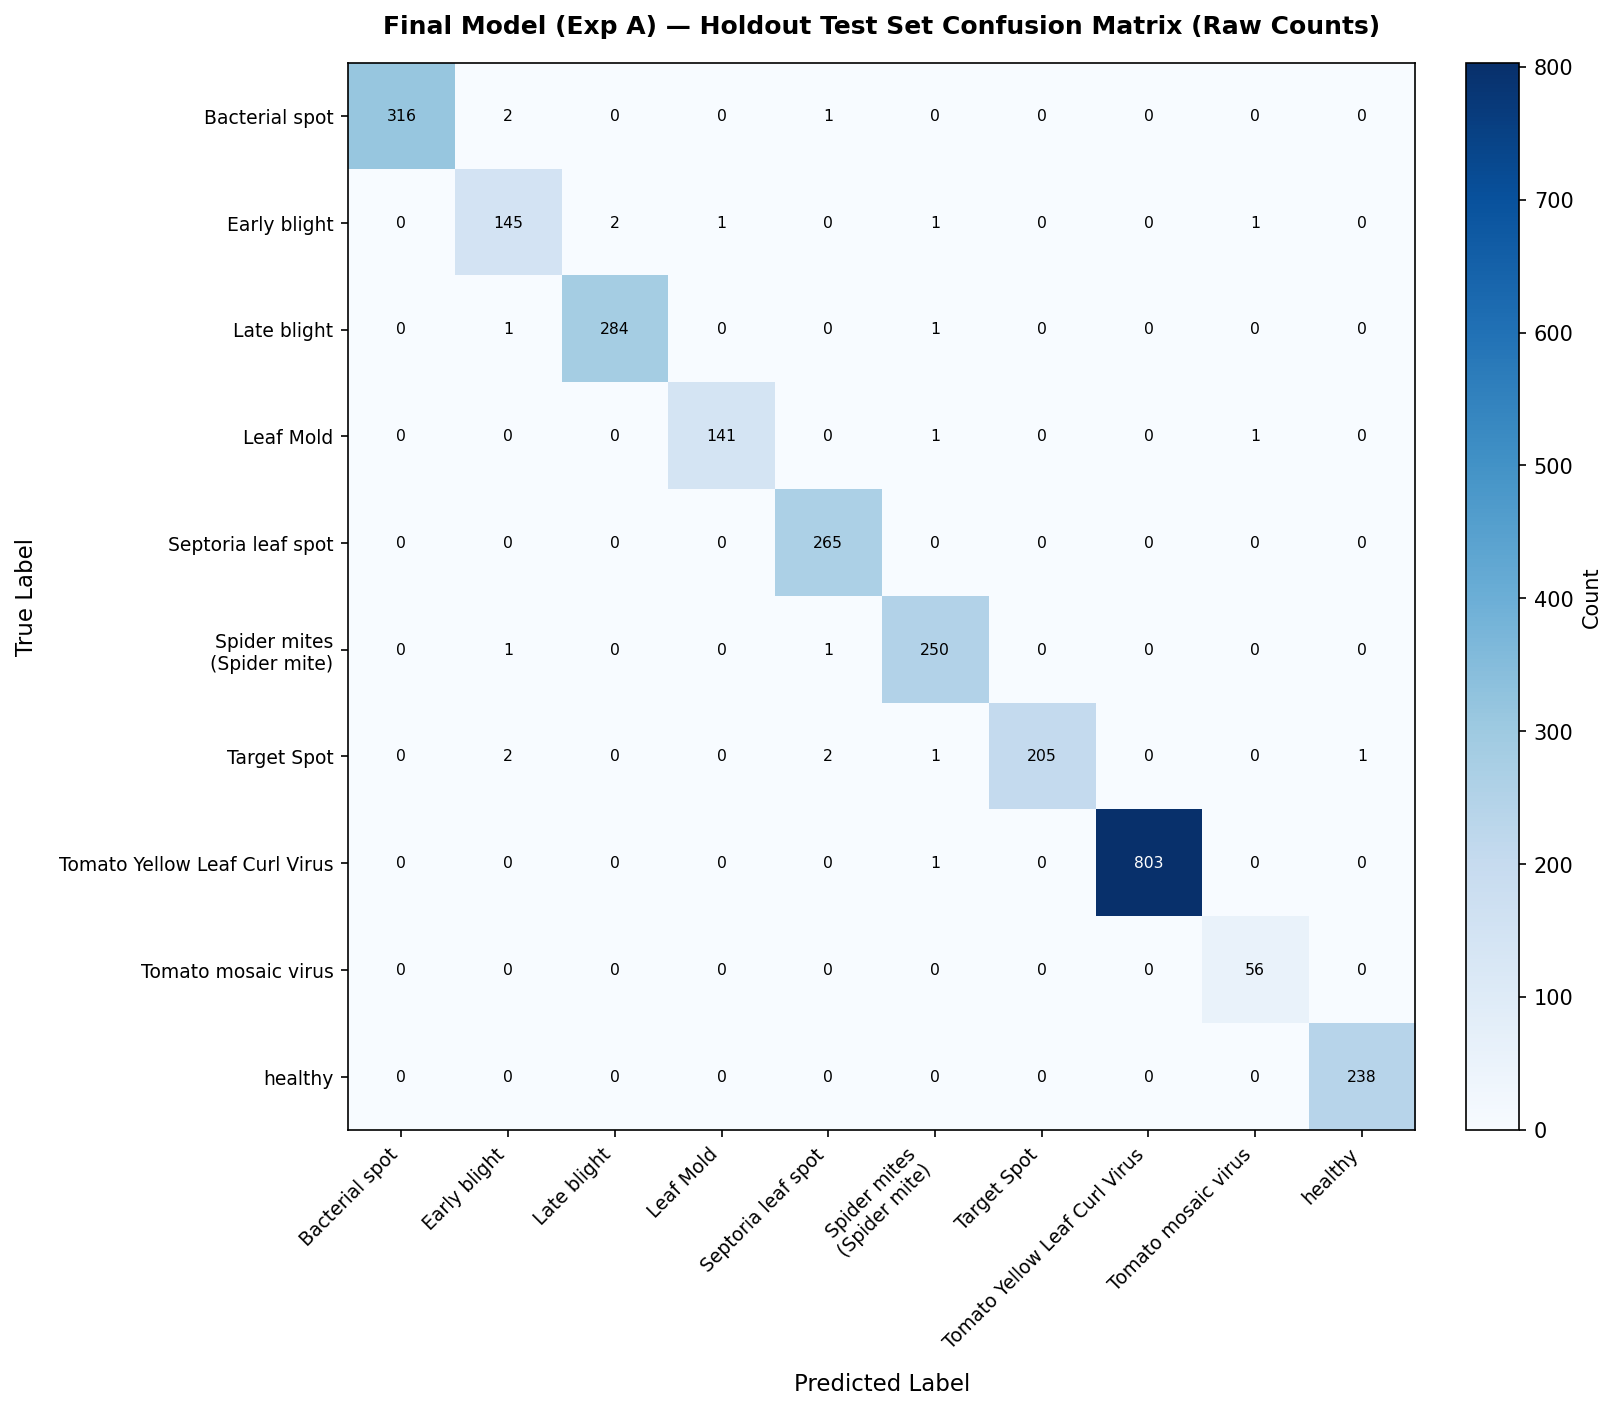 Final Model (Exp A) — Holdout Test Set Confusion Matrix (Raw Counts)
True Label
Bacterial spot 316 2 0 0 1 0 0 0 0 0
Early blight 0 145 2 1 0 1 0 0 1 0
Late blight 0 1 284 0 0 1 0 0 0 0
Leaf Mold 0 0 0 141 0 1 0 0 1 0
Septoria leaf spot 0 0 0 0 265 0 0 0 0 0
Spider mites
(Spider mite) 0 1 0 0 1 250 0 0 0 0
Target Spot 0 2 0 0 2 1 205 0 0 1
Tomato Yellow Leaf Curl Virus 0 0 0 0 0 1 0 803 0 0
Tomato mosaic virus 0 0 0 0 0 0 0 0 56 0
healthy 0 0 0 0 0 0 0 0 0 238
Bacterial spot
Early blight
Late blight
Leaf Mold
Septoria leaf spot
Spider mites
(Spider mite)
Target Spot
Tomato Yellow Leaf Curl Virus
Tomato mosaic virus
healthy
Predicted Label
800
700
600
500
400
300
200
100
0
Count